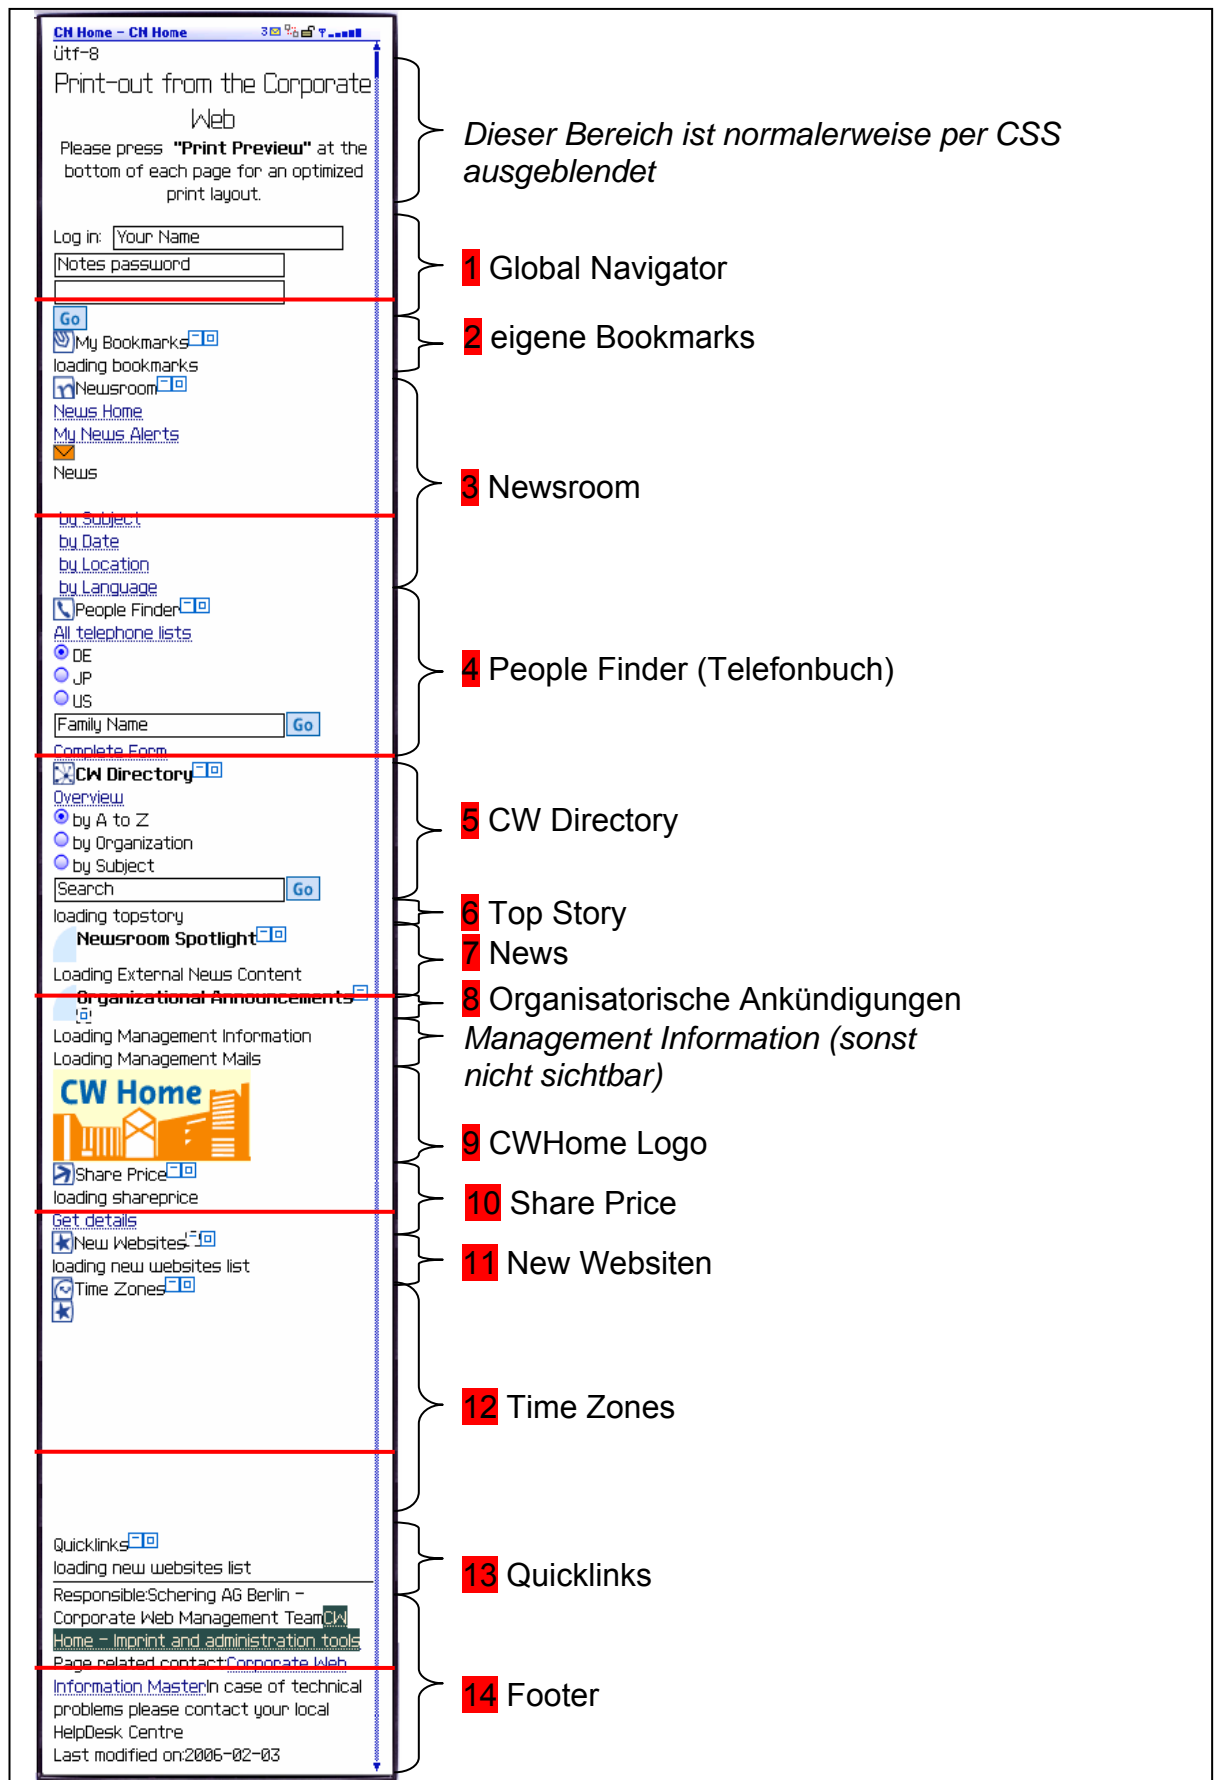 CN Home – CN Home 3
ütf-8
Print-out from the Corporate
Web
Please press "Print Preview" at the
bottom of each page for an optimized
print layout.
Dieser Bereich ist normalerweise per CSS
ausgeblendet
Log in: Your Name
Notes password
1 Global Navigator
Go
My Bookmarks
loading bookmarks
2 eigene Bookmarks
Newsroom
News Home
My News Alerts
News
by Subject
by Date
by Location
by Language
3 Newsroom
People Finder
All telephone lists
DE
JP
US
Family Name Go
Complete Form
4 People Finder (Telefonbuch)
CW Directory
Overview
by A to Z
by Organization
by Subject
Search Go
5 CW Directory
loading topstory
6 Top Story
Newsroom Spotlight
Loading External News Content
7 News
Organizational Announcements
8 Organisatorische Ankündigungen
Loading Management Information
Loading Management Mails
Management Information (sonst
nicht sichtbar)
CW Home
9 CWHome Logo
Share Price
loading shareprice
Get details
10 Share Price
New Websites
loading new websites list
11 New Websiten
Time Zones
12 Time Zones
Quicklinks
loading new websites list
13 Quicklinks
Responsible:Schering AG Berlin –
Corporate Web Management TeamCW
Home – Imprint and administration tools
Page related contact:Corporate Web
Information MasterIn case of technical
problems please contact your local
HelpDesk Centre
Last modified on:2006-02-03
14 Footer